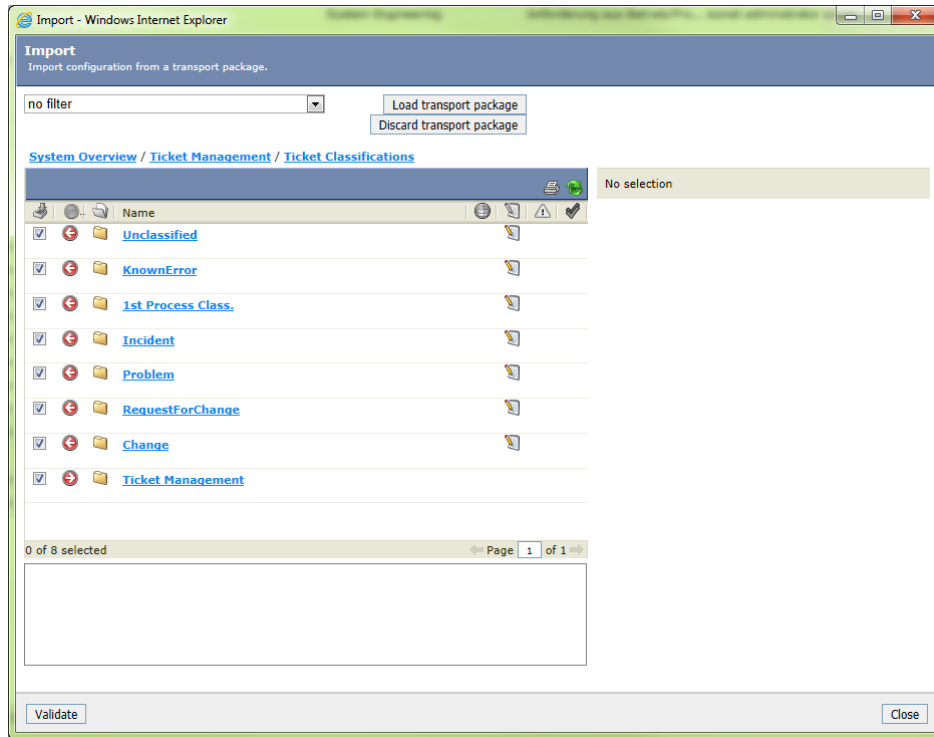 Import - Windows Internet Explorer
System Engineering
Import
Import configuration from a transport package.
no filter
Load transport package
Discard transport package
System Overview / Ticket Management / Ticket Classifications
No selection
Name
Unclassified
KnownError
1st Process Class.
Incident
Problem
RequestForChange
Change
Ticket Management
0 of 8 selected
Page 1 of 1
Validate
Close